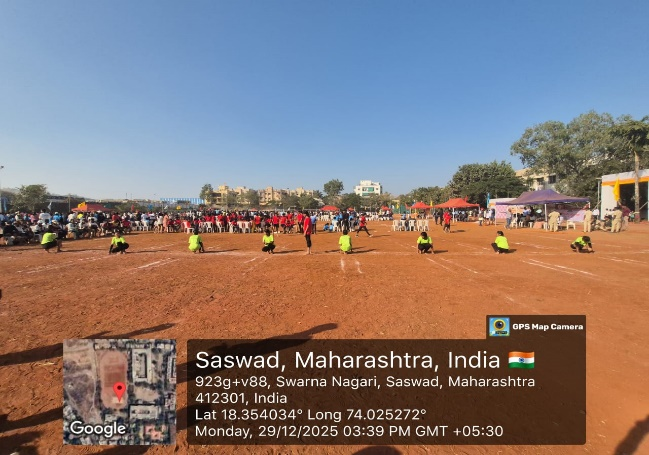 GPS Map Camera
Saswad, Maharashtra, India
923g+v88, Swarna Nagari, Saswad, Maharashtra
412301, India
Lat 18.354034° Long 74.025272°
Monday, 29/12/2025 03:39 PM GMT +05:30
Google